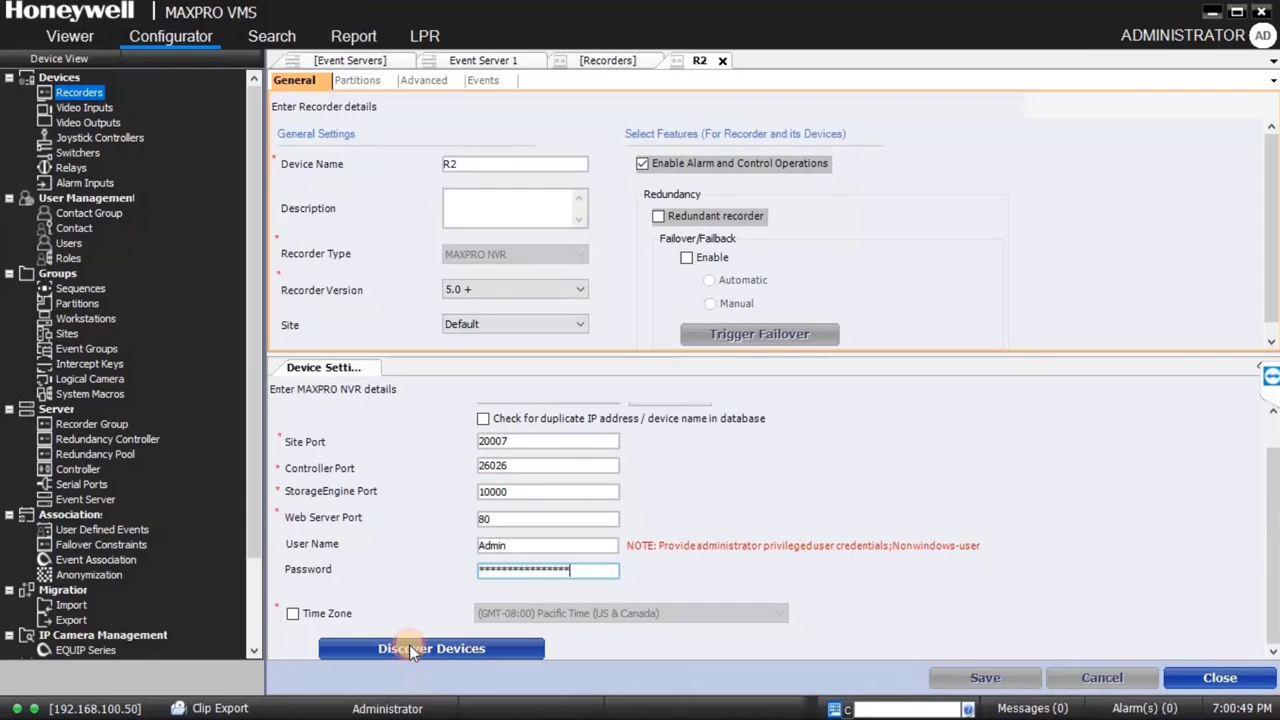 Honeywell MAXPRO VMS
Viewer Configurator Search Report LPR ADMINISTRATOR AD
Device View
Devices
Recorders
Video Inputs
Video Outputs
Joystick Controllers
Switchers
Relays
Alarm Inputs
User Management
Contact Group
Contact
Users
Roles
Groups
Sequences
Partitions
Workstations
Sites
Event Groups
Intercept Keys
Logical Camera
System Macros
Server
Recorder Group
Redundancy Controller
Redundancy Pool
Controller
Serial Ports
Event Server
Association
User Defined Events
Failover Constraints
Event Association
Anonymization
Migration
Import
Export
IP Camera Management
EQUIP Series
[Event Servers] Event Server 1 [Recorders] R2
General Partitions Advanced Events
Enter Recorder details
General Settings
* Device Name R2
Description
* Recorder Type MAXPRO NVR
* Recorder Version 5.0 +
Site Default
Select Features (For Recorder and its Devices)
Enable Alarm and Control Operations
Redundancy
Redundant recorder
Failover/Failback
Enable
Automatic
Manual
Trigger Failover
Device Setti...
Enter MAXPRO NVR details
Check for duplicate IP address / device name in database
* Site Port 20007
* Controller Port 26026
* StorageEngine Port 10000
* Web Server Port 80
User Name Admin NOTE: Provide administrator privileged user credentials;Nonwindows-user
Password ****************
* Time Zone (GMT-08:00) Pacific Time (US & Canada)
Discover Devices
Save Cancel Close
[192.168.100.50] Clip Export Administrator C Messages (0) Alarm(s) (0) 7:00:49 PM